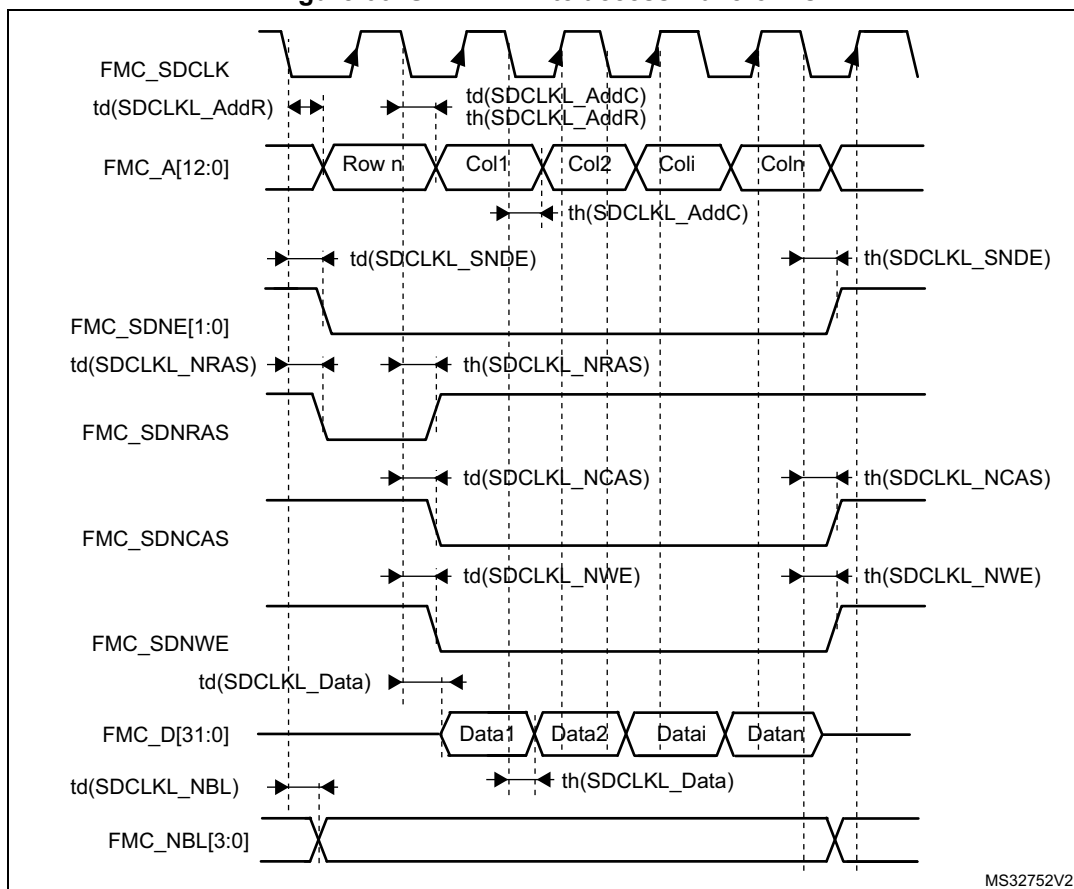 FMC_SDCLK
td(SDCLKL_AddR)
td(SDCLKL_AddC)
th(SDCLKL_AddR)
FMC_A[12:0]
Row n
Col1
Col2
Coli
Coln
th(SDCLKL_AddC)
td(SDCLKL_SNDE)
th(SDCLKL_SNDE)
FMC_SDNE[1:0]
td(SDCLKL_NRAS)
th(SDCLKL_NRAS)
FMC_SDNRAS
td(SDCLKL_NCAS)
th(SDCLKL_NCAS)
FMC_SDNCAS
td(SDCLKL_NWE)
th(SDCLKL_NWE)
FMC_SDNWE
td(SDCLKL_Data)
FMC_D[31:0]
Data1
Data2
Datai
Datan
td(SDCLKL_NBL)
th(SDCLKL_Data)
FMC_NBL[3:0]
MS32752V2